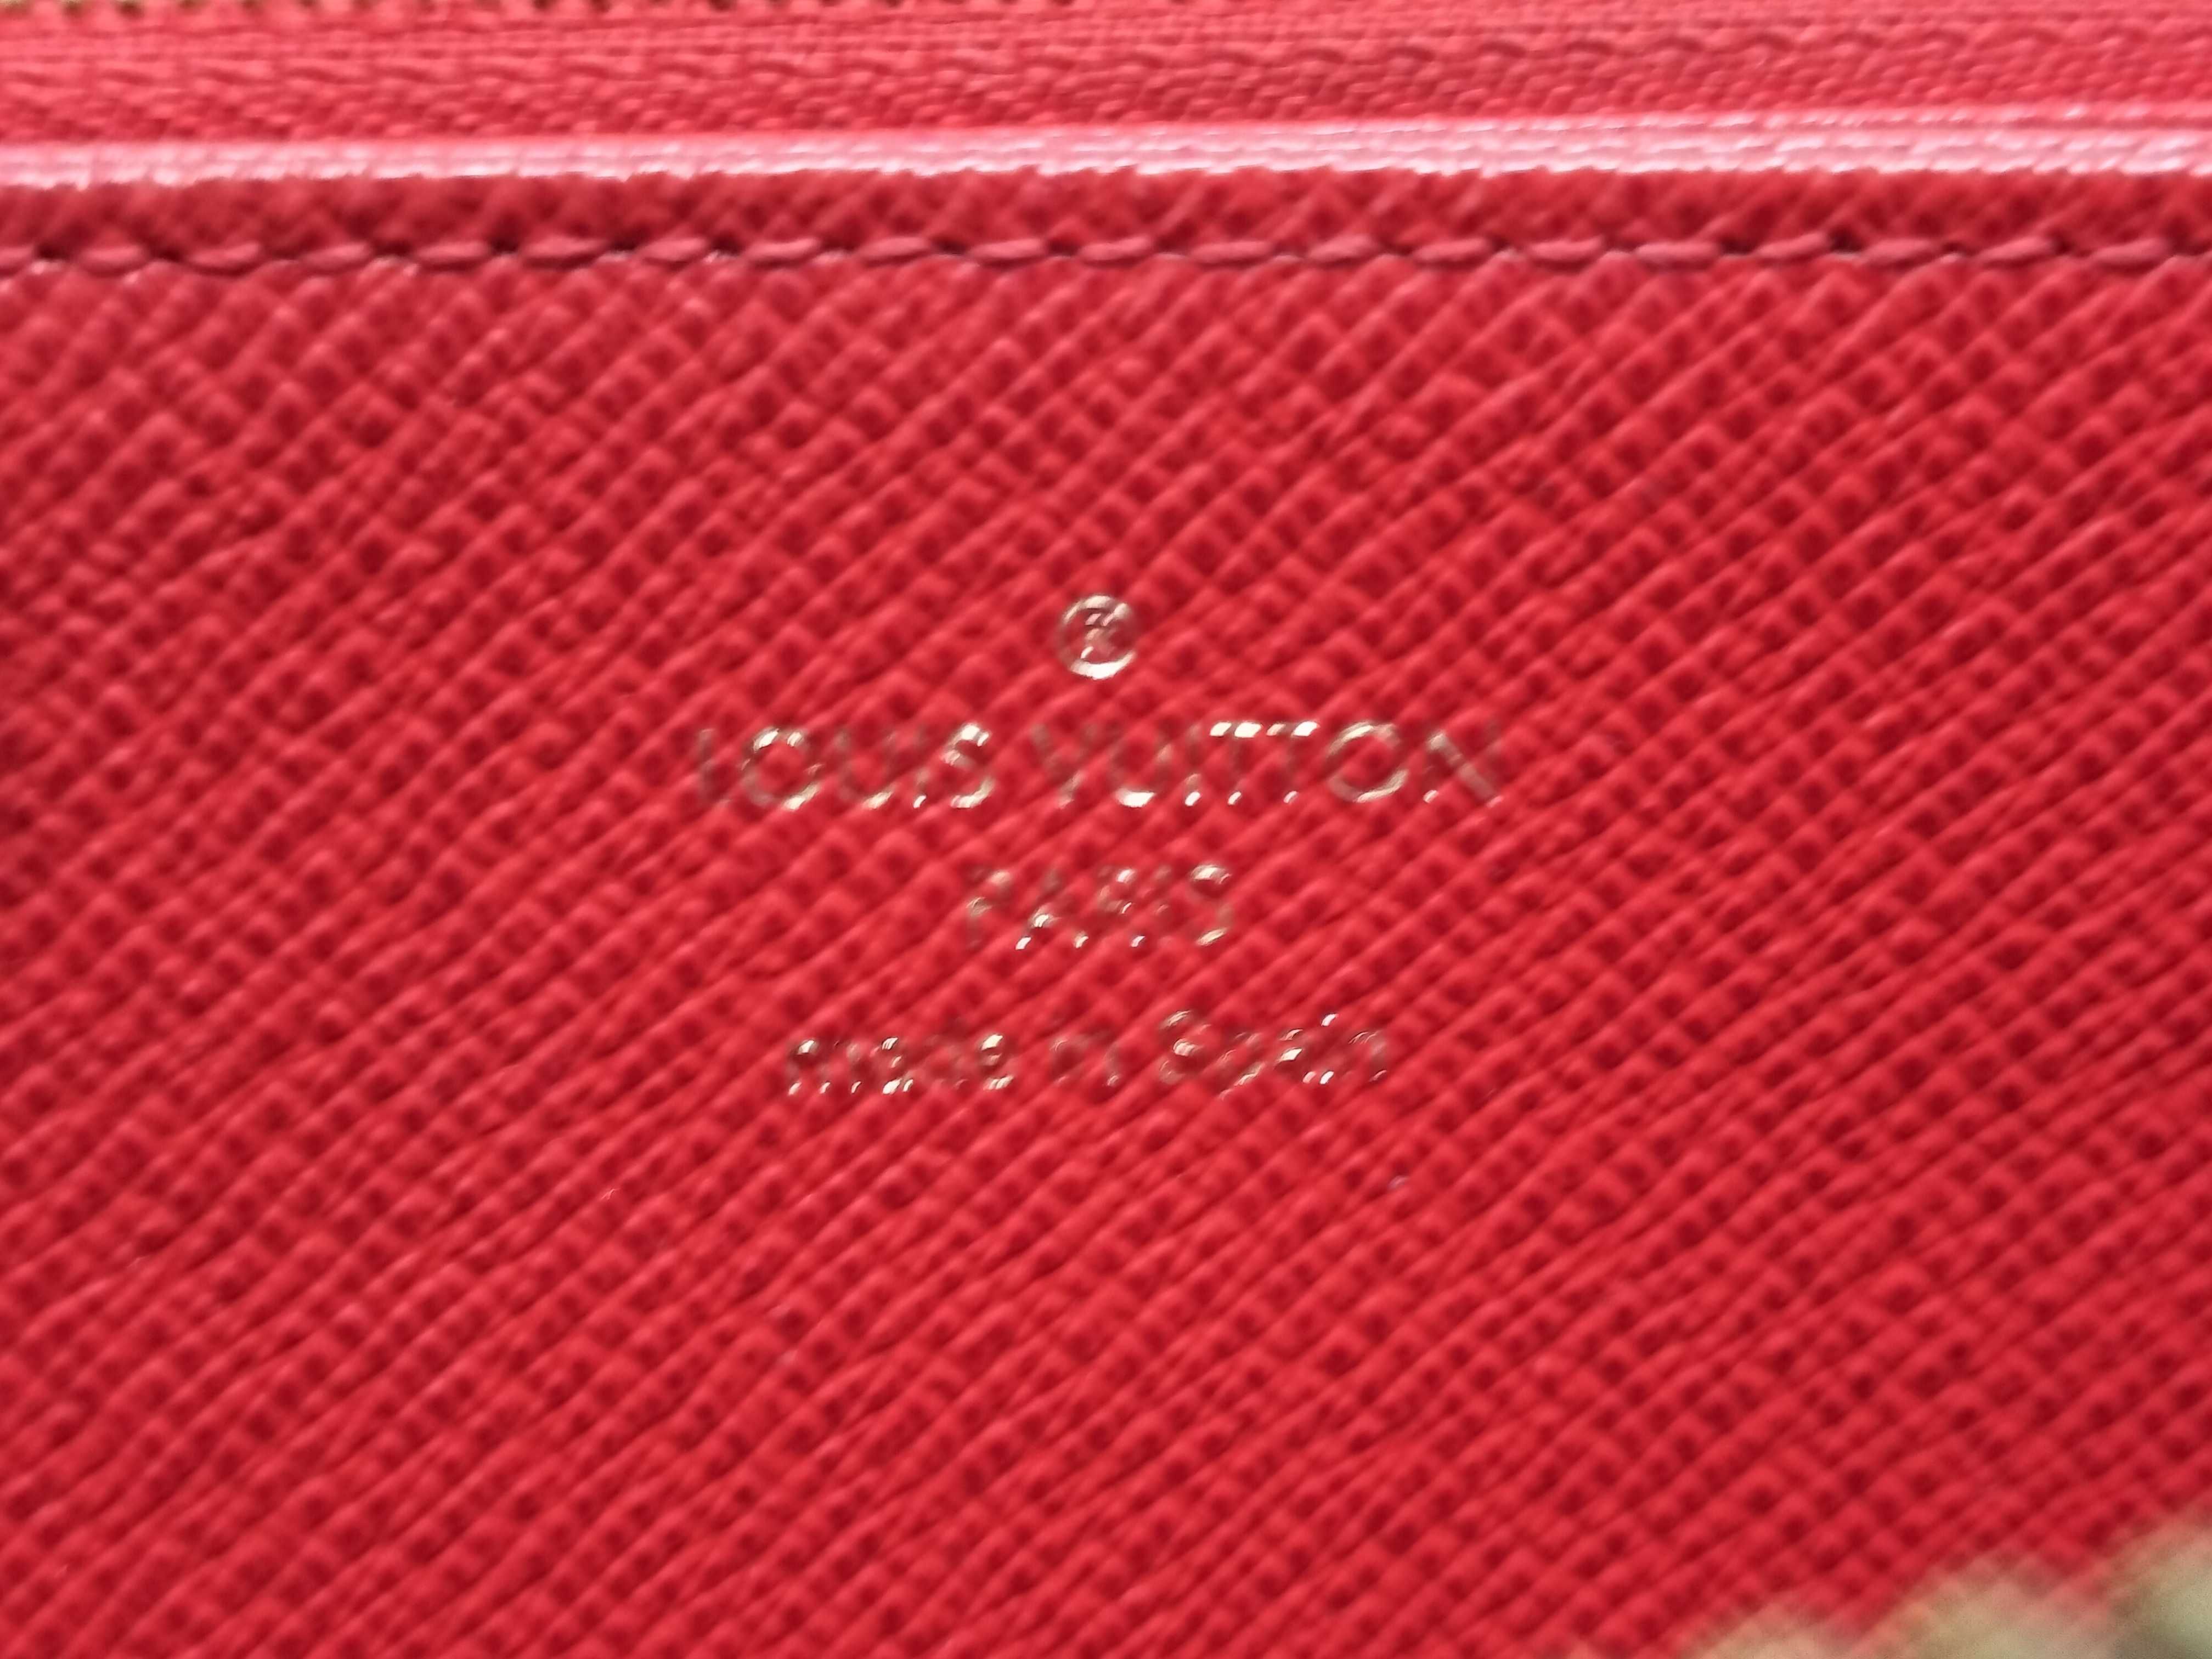 ®
LOUIS VUITTON
PARIS
made in Spain